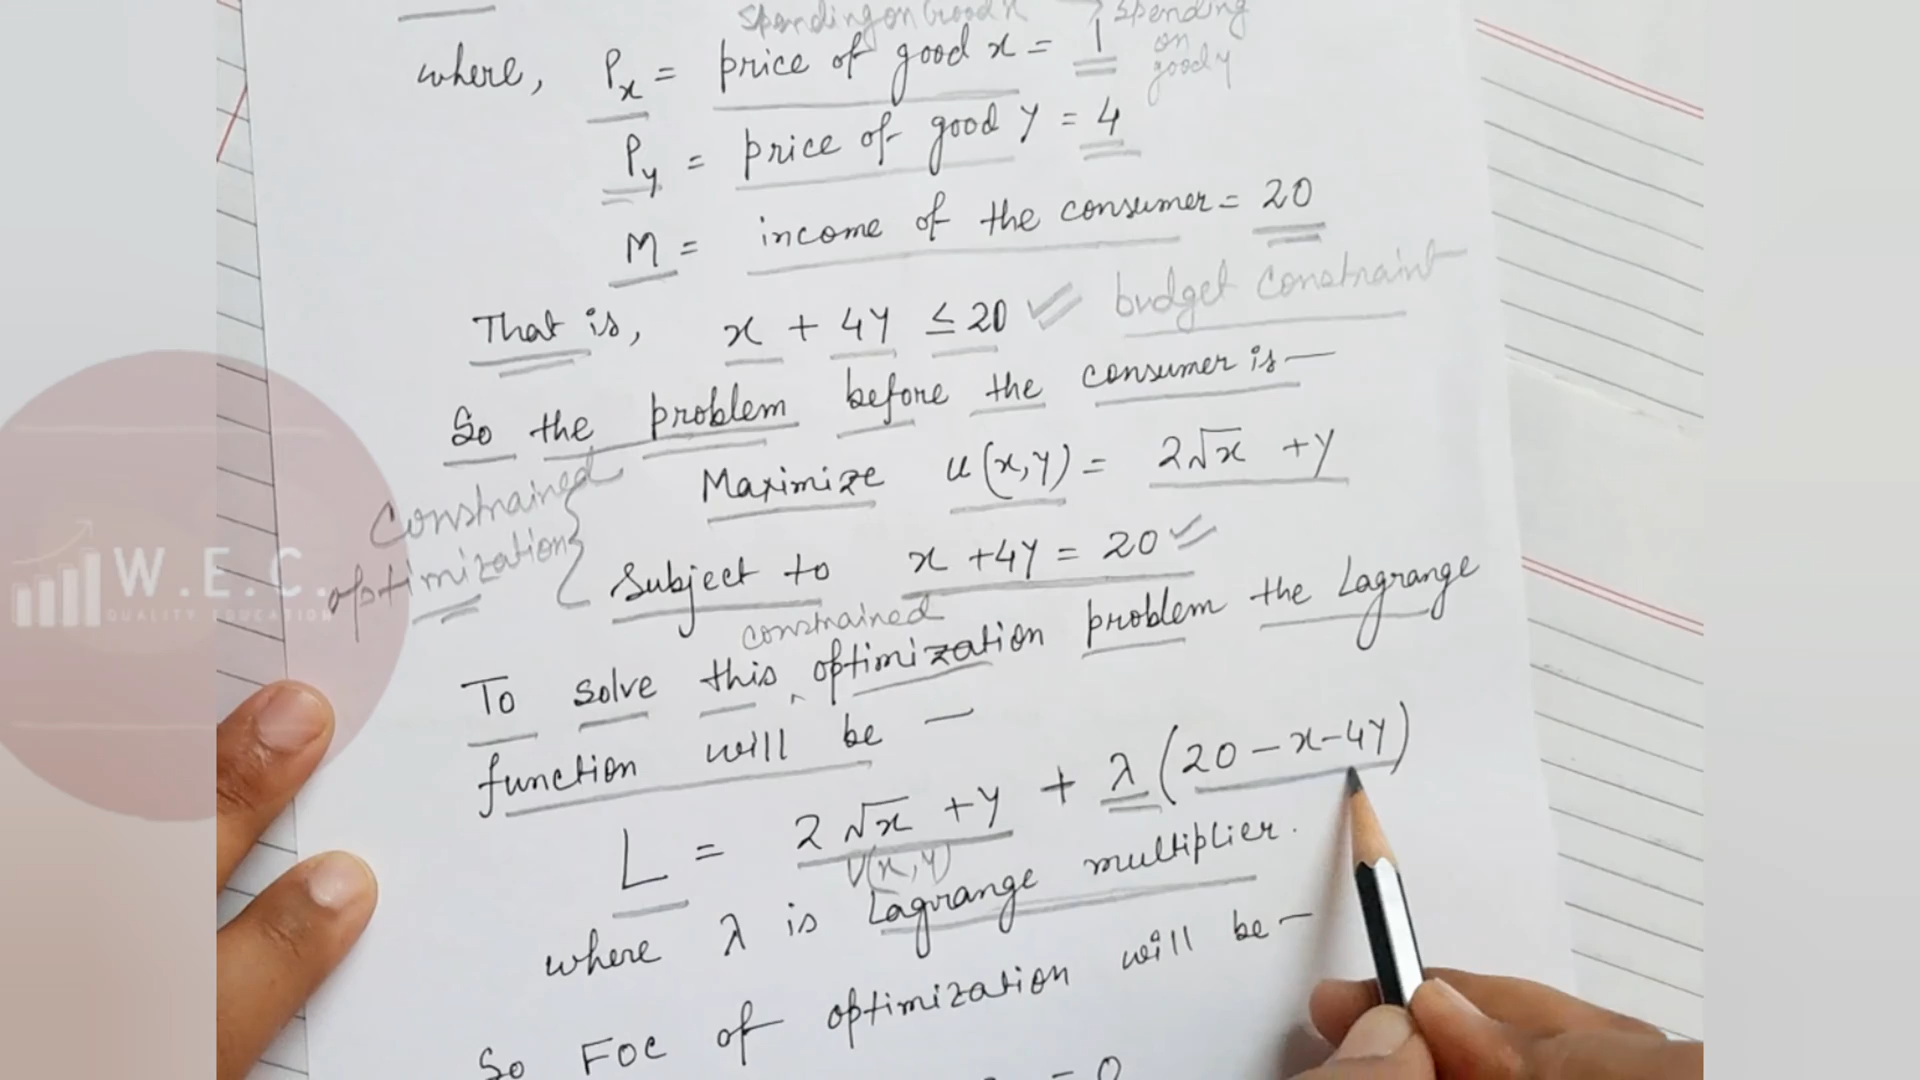 spending on Good x → spending on good y
where, Px = price of good x = 1
Py = price of good y = 4
M = income of the consumer = 20
That is, x + 4y ≤ 20 ✓ budget constraint
So the problem before the consumer is —
Maximize u(x,y) = 2√x + y
Constrained optimization {
Subject to x + 4y = 20 ✓
To solve this constrained optimization problem the Lagrange
function will be —
L = 2√x + y + λ(20 - x - 4y)
U(x,y)
where λ is Lagrange multiplier.
So FOC of optimization will be —
= 0
W.E.C.
QUALITY EDUCATION